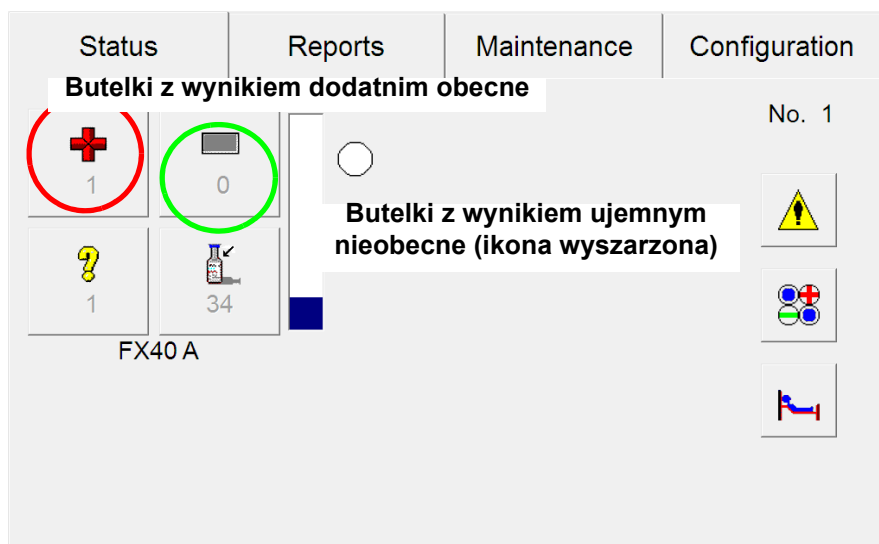 Status
Reports
Maintenance
Configuration
Butelki z wynikiem dodatnim obecne
No. 1
1
0
Butelki z wynikiem ujemnym
nieobecne (ikona wyszarzona)
1
34
FX40 A